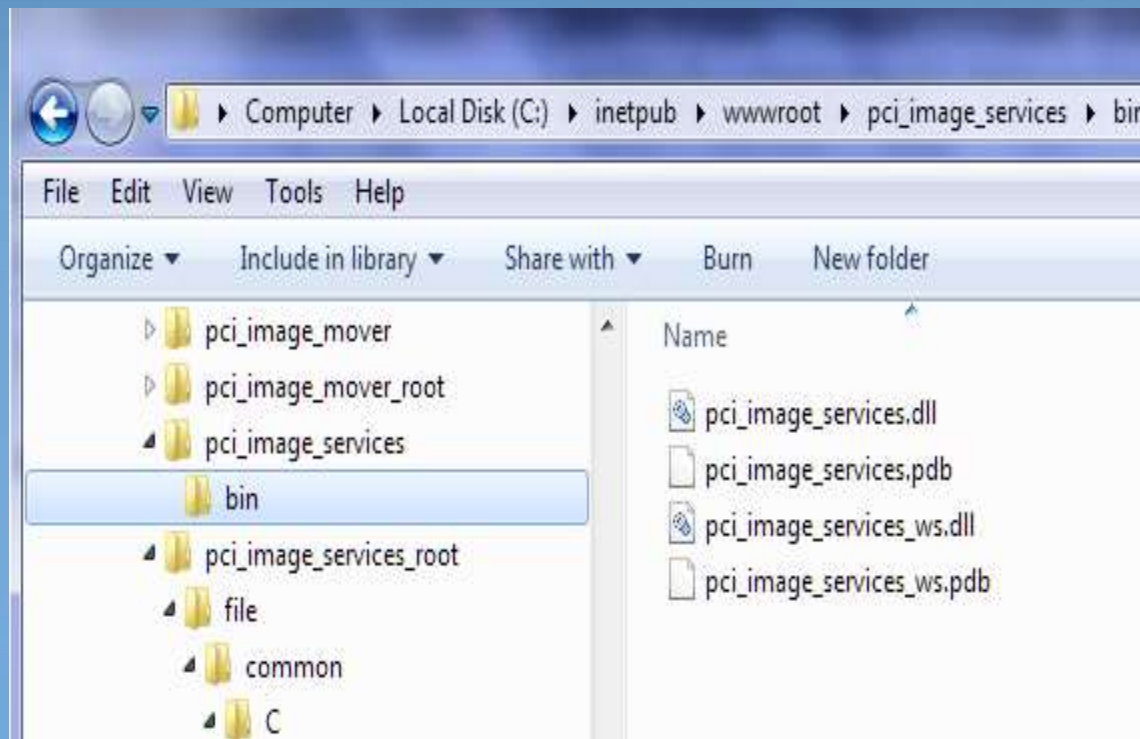 Computer Local Disk (C:) inetpub wwwroot pci_image_services bin
File Edit View Tools Help
Organize Include in library Share with Burn New folder
pci_image_mover
pci_image_mover_root
pci_image_services
bin
pci_image_services_root
file
common
C
Name
pci_image_services.dll
pci_image_services.pdb
pci_image_services_ws.dll
pci_image_services_ws.pdb